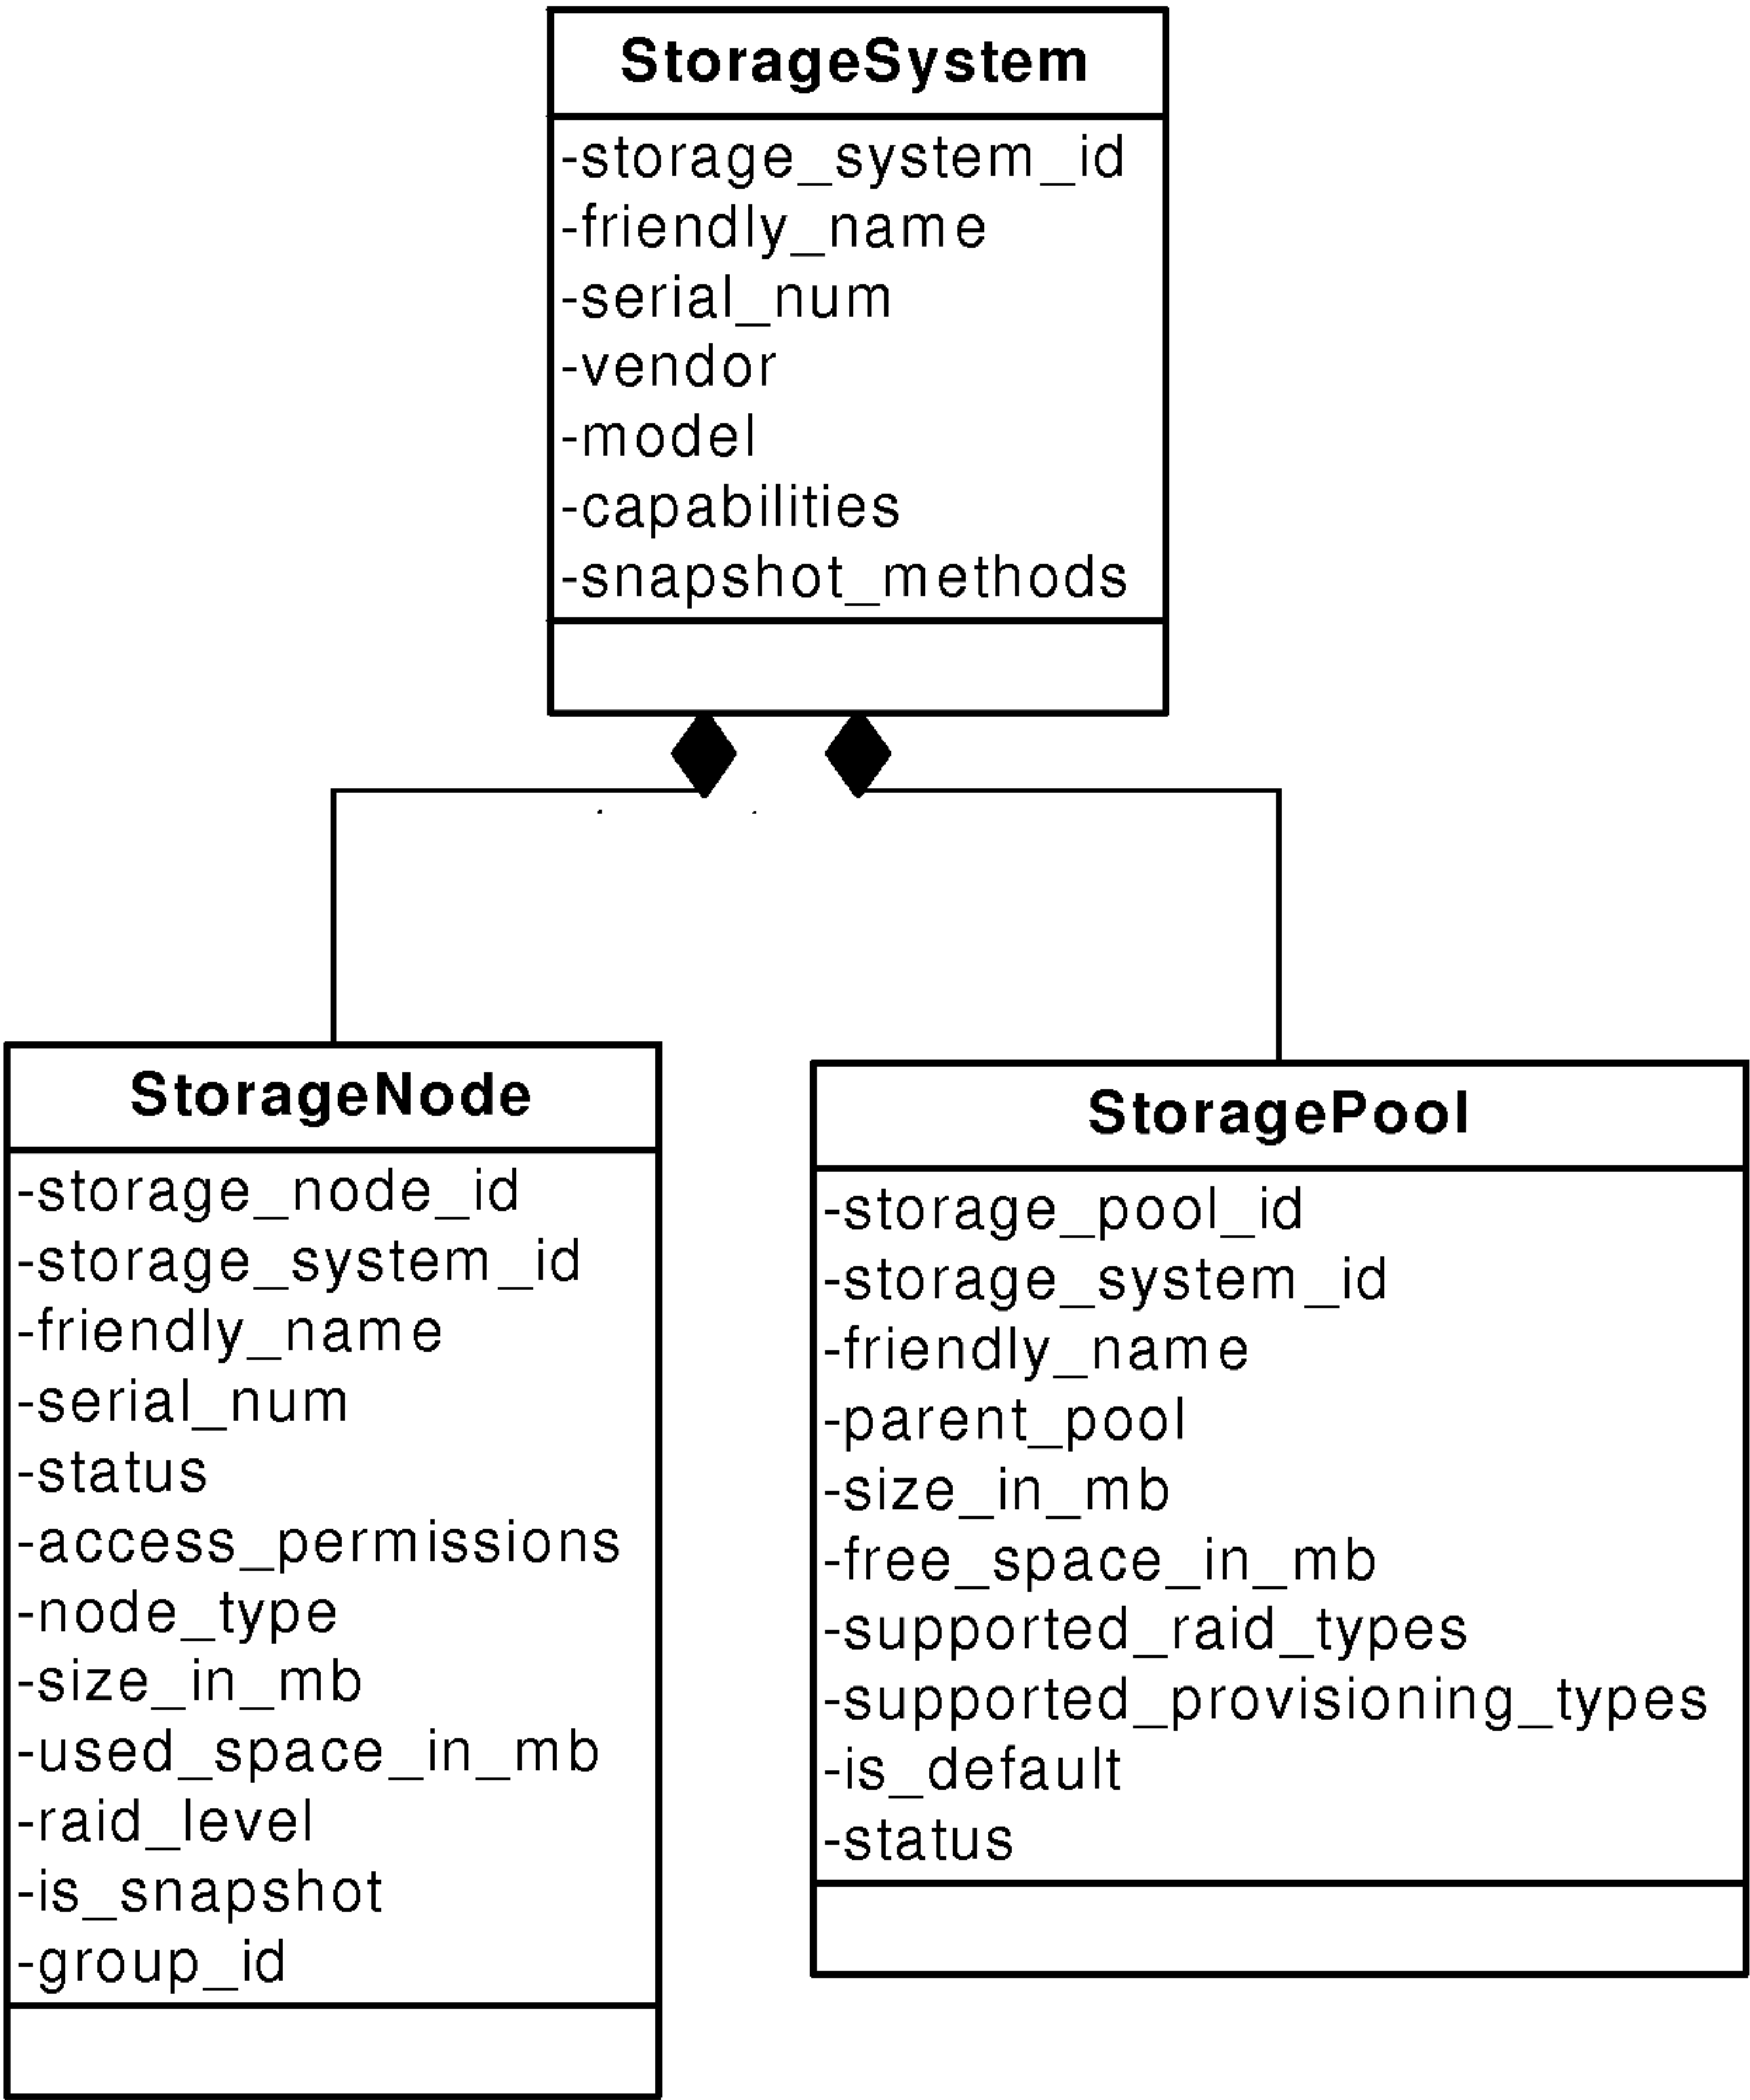 StorageSystem
-storage_system_id
-friendly_name
-serial_num
-vendor
-model
-capabilities
-snapshot_methods
StorageNode
-storage_node_id
-storage_system_id
-friendly_name
-serial_num
-status
-access_permissions
-node_type
-size_in_mb
-used_space_in_mb
-raid_level
-is_snapshot
-group_id
StoragePool
-storage_pool_id
-storage_system_id
-friendly_name
-parent_pool
-size_in_mb
-free_space_in_mb
-supported_raid_types
-supported_provisioning_types
-is_default
-status